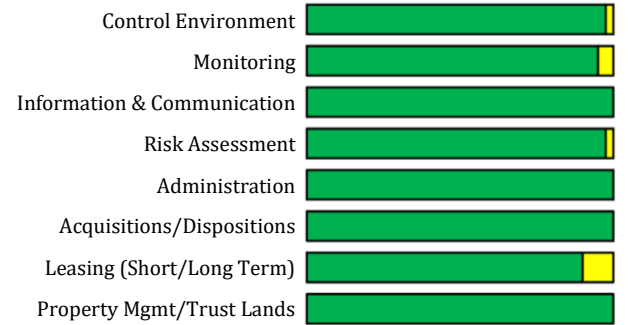 Control Environment
Monitoring
Information & Communication
Risk Assessment
Administration
Acquisitions/Dispositions
Leasing (Short/Long Term)
Property Mgmt/Trust Lands